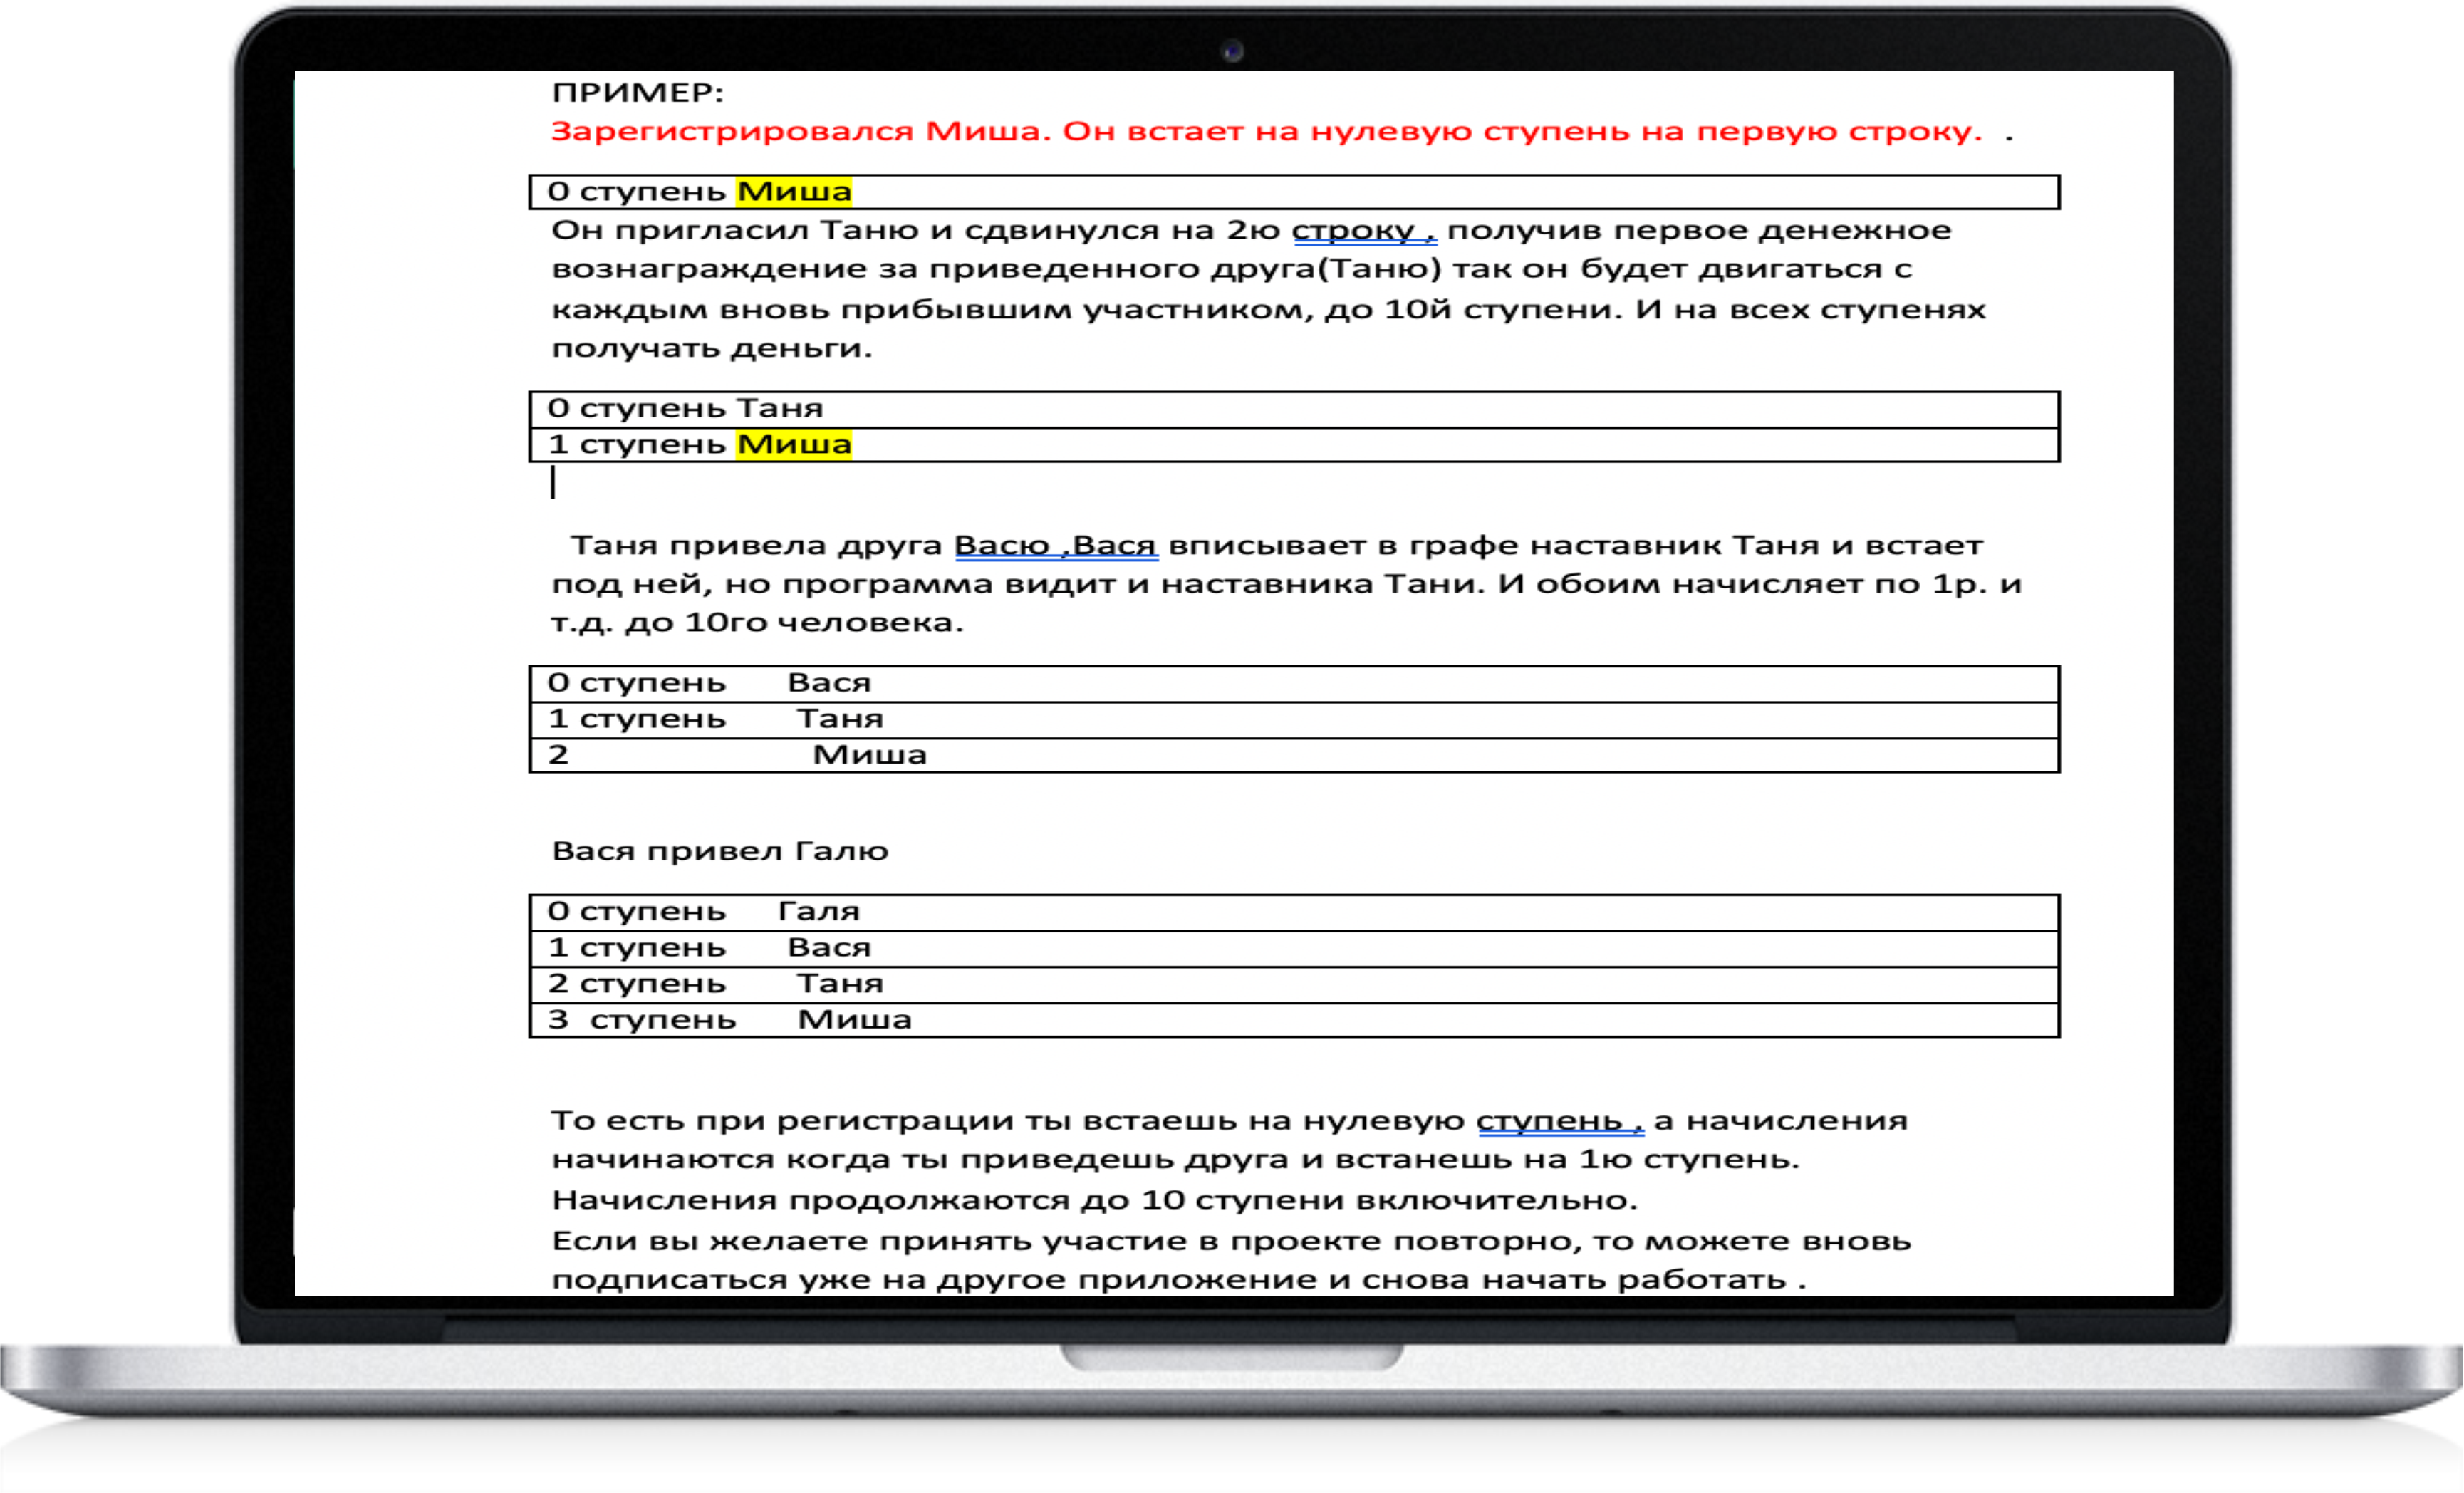 ПРИМЕР:
Зарегистрировался Миша. Он встает на нулевую ступень на первую строку.  .
0 ступень Миша
Он пригласил Таню и сдвинулся на 2ю строку , получив первое денежное
вознаграждение за приведенного друга(Таню) так он будет двигаться с
каждым вновь прибывшим участником, до 10й ступени. И на всех ступенях
получать деньги.
0 ступень Таня
1 ступень Миша
Таня привела друга Васю ,Вася вписывает в графе наставник Таня и встает
под ней, но программа видит и наставника Тани. И обоим начисляет по 1р. и
т.д. до 10го человека.
0 ступень Вася
1 ступень Таня
2 Миша
Вася привел Галю
0 ступень Галя
1 ступень Вася
2 ступень Таня
3 ступень Миша
То есть при регистрации ты встаешь на нулевую ступень , а начисления
начинаются когда ты приведешь друга и встанешь на 1ю ступень.
Начисления продолжаются до 10 ступени включительно.
Если вы желаете принять участие в проекте повторно, то можете вновь
подписаться уже на другое приложение и снова начать работать .